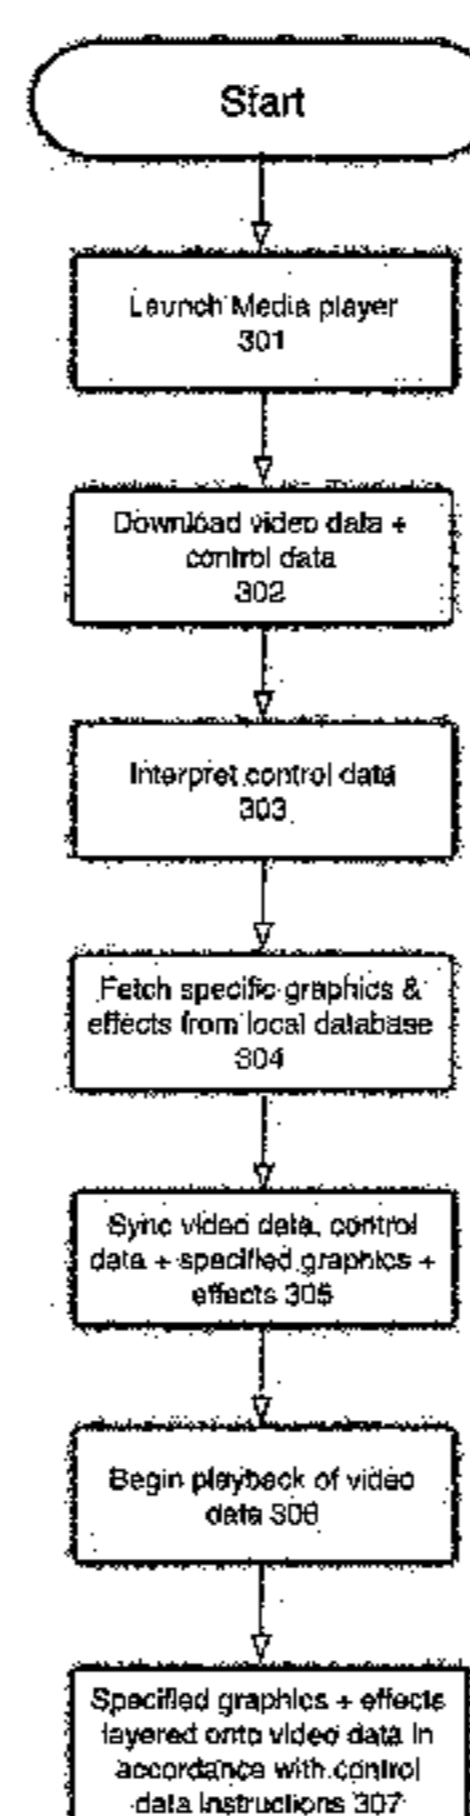 Start
Launch Media player
301
Download video data +
control data
302
Interpret control data
303
Fetch specific graphics &
effects from local database
304
Sync video data, control
data + specified graphics +
effects 305
Begin playback of video
data 306
Specified graphics + effects
layered onto video data in
accordance with control
data instructions 307